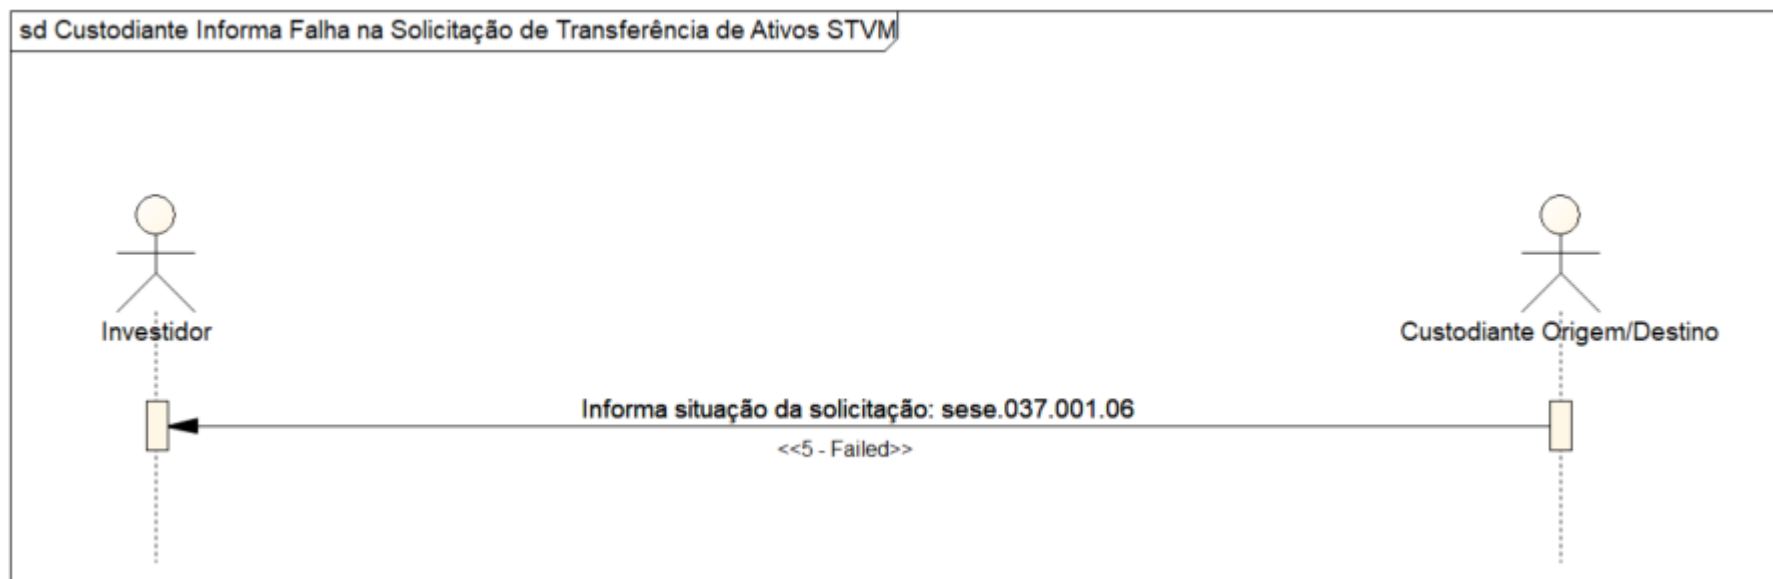 sd Custodiante Informa Falha na Solicitação de Transferência de Ativos STVM
Investidor
Custodiante Origem/Destino
Informa situação da solicitação: sese.037.001.06
<<5 - Failed>>